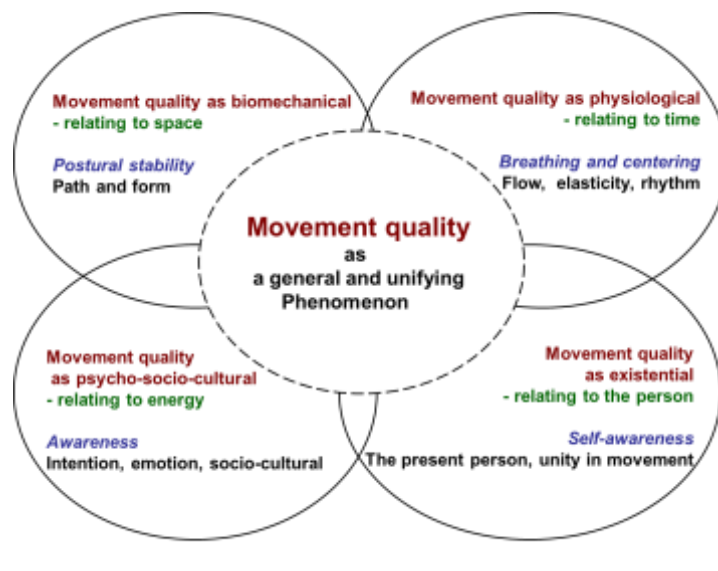 Movement quality as biomechanical
- relating to space
Postural stability
Path and form
Movement quality as physiological
- relating to time
Breathing and centering
Flow, elasticity, rhythm
Movement quality
as
a general and unifying
Phenomenon
Movement quality
as psycho-socio-cultural
- relating to energy
Awareness
Intention, emotion, socio-cultural
Movement quality
as existential
- relating to the person
Self-awareness
The present person, unity in movement